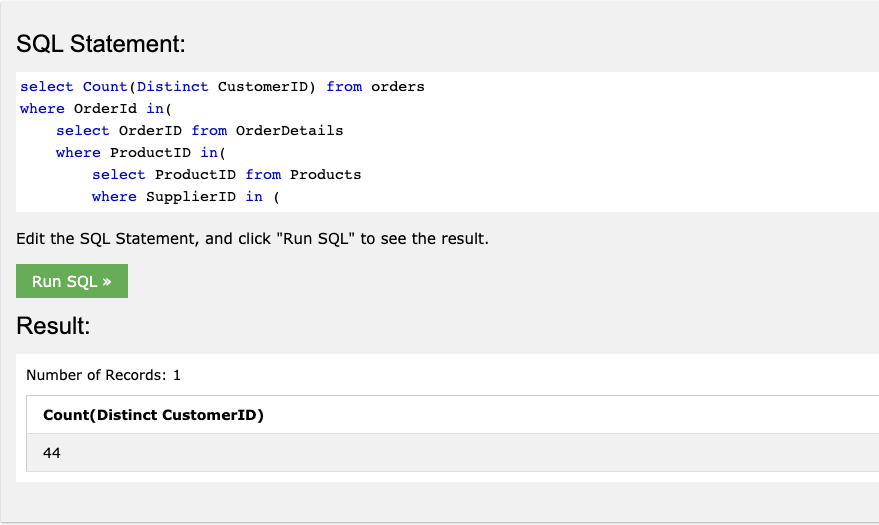 SQL Statement:
select Count(Distinct CustomerID) from orders
where OrderId in(
    select OrderID from OrderDetails
    where ProductID in(
        select ProductID from Products
        where SupplierID in (
Edit the SQL Statement, and click "Run SQL" to see the result.
Run SQL »
Result:
Number of Records: 1
Count(Distinct CustomerID)
44